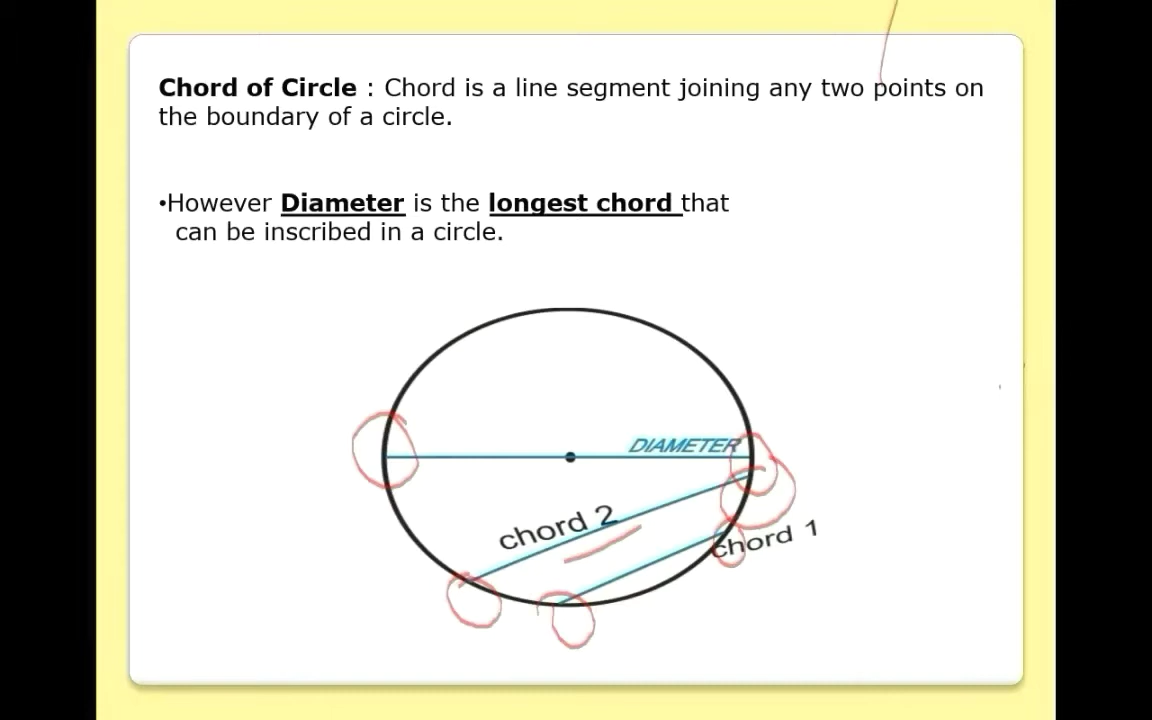 Chord of Circle : Chord is a line segment joining any two points on
the boundary of a circle.
•However Diameter is the longest chord that
can be inscribed in a circle.
DIAMETER
chord 2
chord 1